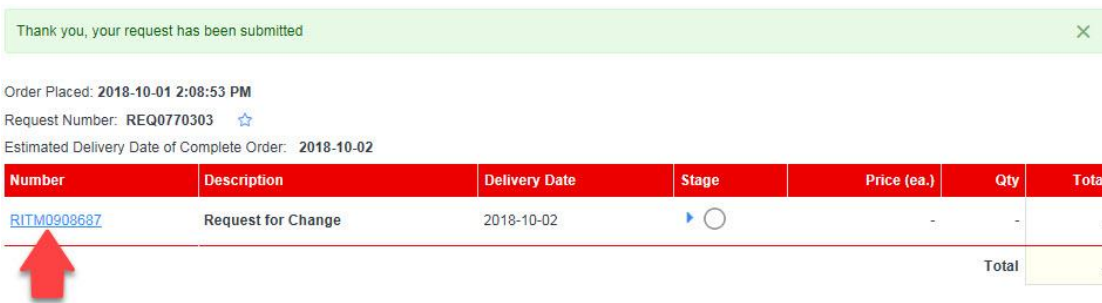 Thank you, your request has been submitted
Order Placed: 2018-10-01 2:08:53 PM
Request Number: REQ0770303
Estimated Delivery Date of Complete Order: 2018-10-02
Number Description Delivery Date Stage Price (ea.) Qty Tota
RITM0908687 Request for Change 2018-10-02 - -
Total